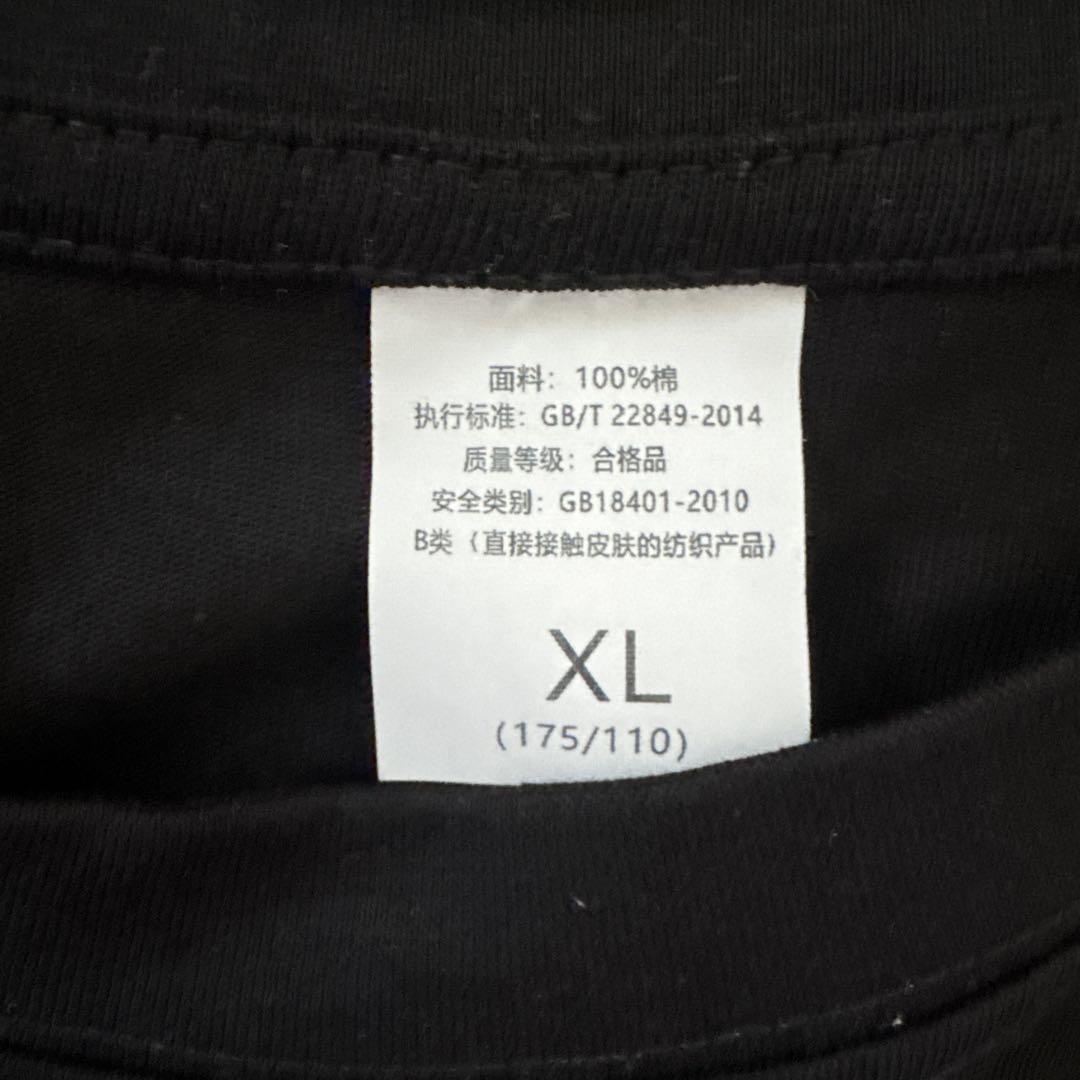 面料：100%棉
执行标准：GB/T 22849-2014
质量等级：合格品
安全类别：GB18401-2010
B类（直接接触皮肤的纺织产品）
XL
(175/110)